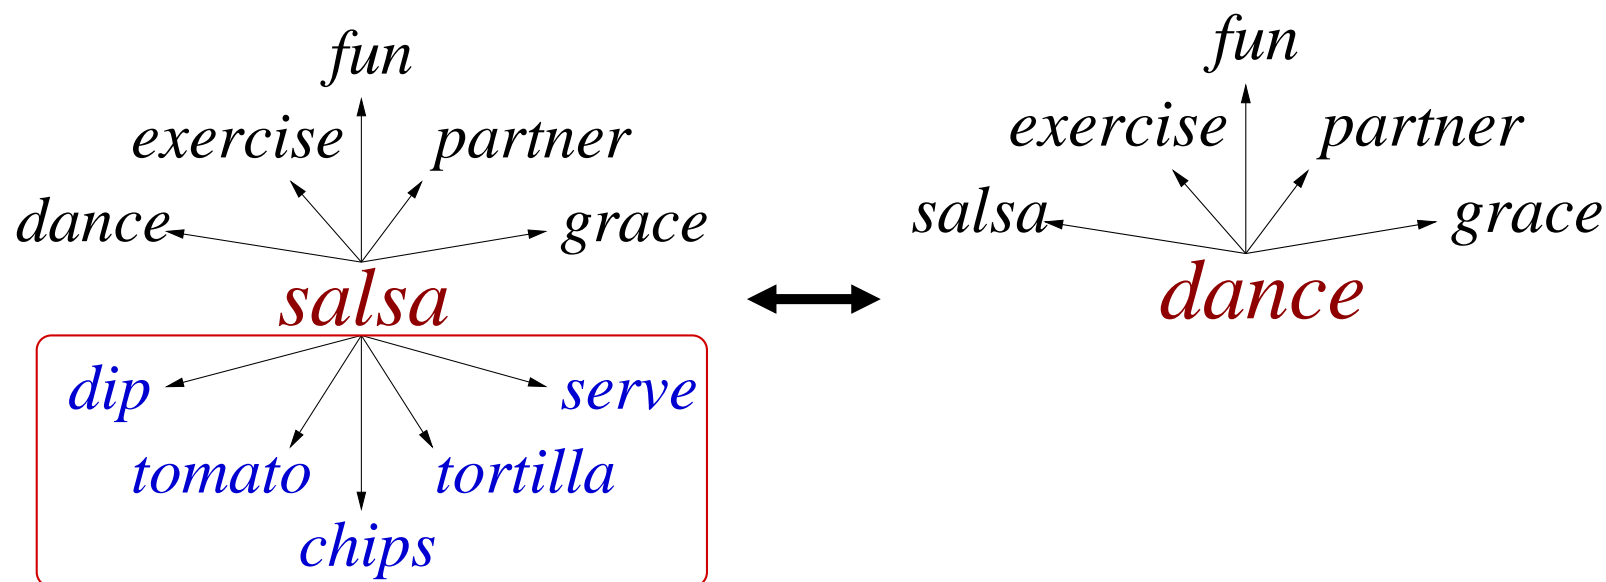 fun
exercise
partner
dance
grace
salsa
dip
serve
tomato
tortilla
chips
fun
exercise
partner
salsa
grace
dance